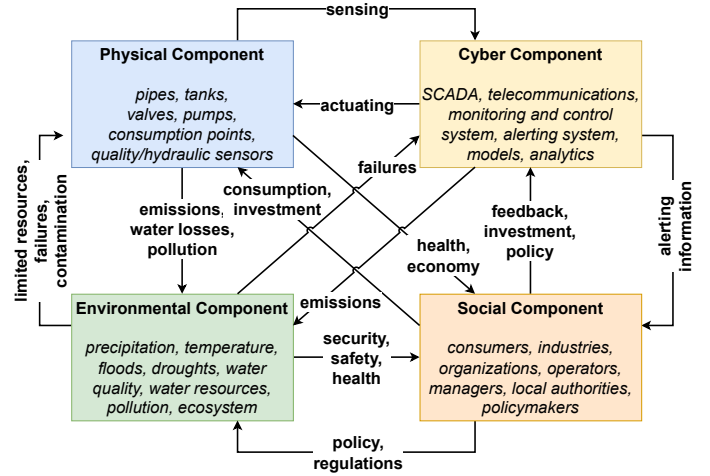 sensing
Physical Component
pipes, tanks,
valves, pumps,
consumption points,
quality/hydraulic sensors
Cyber Component
SCADA, telecommunications,
monitoring and control
system, alerting system,
models, analytics
actuating
limited resources,
failures,
contamination
emissions,
water losses,
pollution
consumption,
investment
failures
health,
economy
feedback,
investment,
policy
alerting
information
Environmental Component
precipitation, temperature,
floods, droughts, water
quality, water resources,
pollution, ecosystem
emissions
security,
safety,
health
Social Component
consumers, industries,
organizations, operators,
managers, local authorities,
policymakers
policy,
regulations